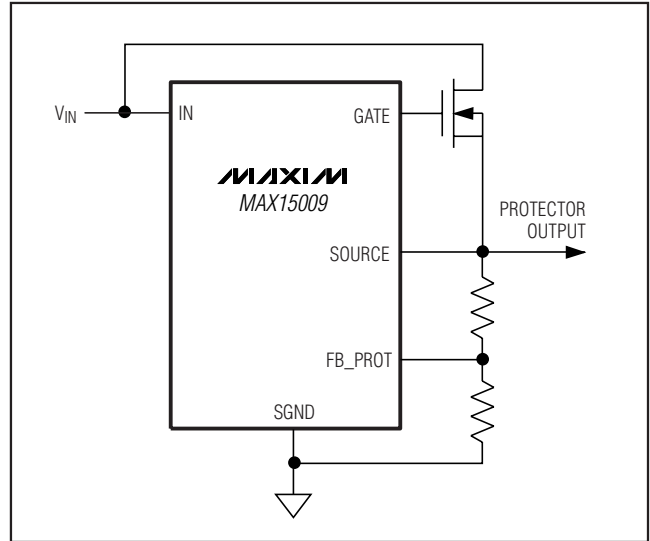 VIN
IN
GATE
MAXIM
MAX15009
PROTECTOR
OUTPUT
SOURCE
FB_PROT
SGND